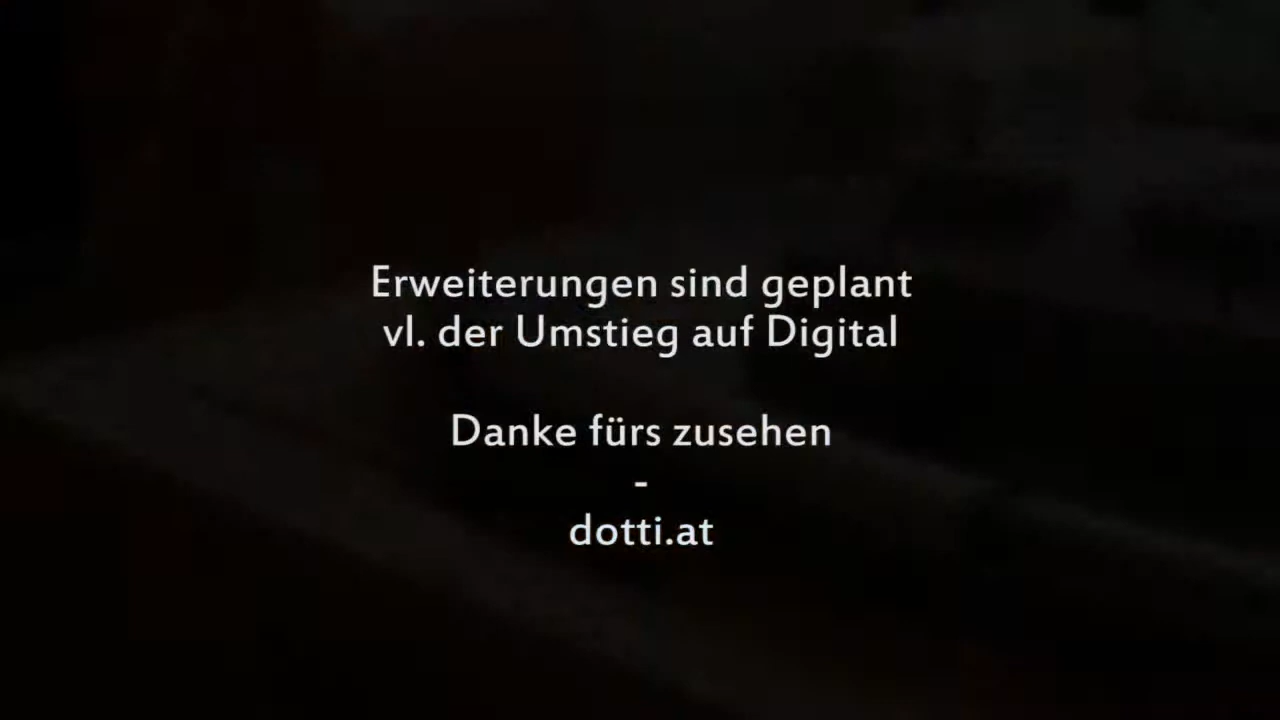 Erweiterungen sind geplant
vl. der Umstieg auf Digital
Danke fürs zusehen
-
dotti.at